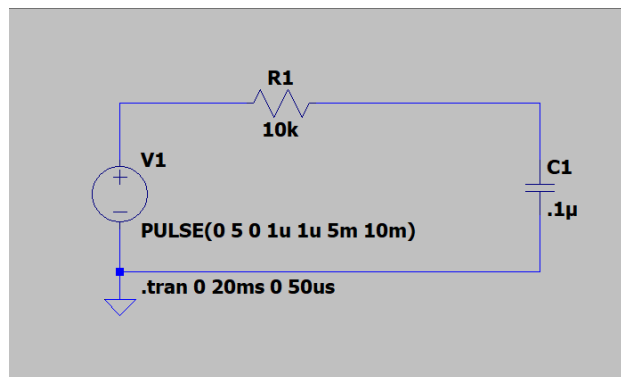 R1
10k
V1
C1
.1µ
PULSE(0 5 0 1u 1u 5m 10m)
.tran 0 20ms 0 50us